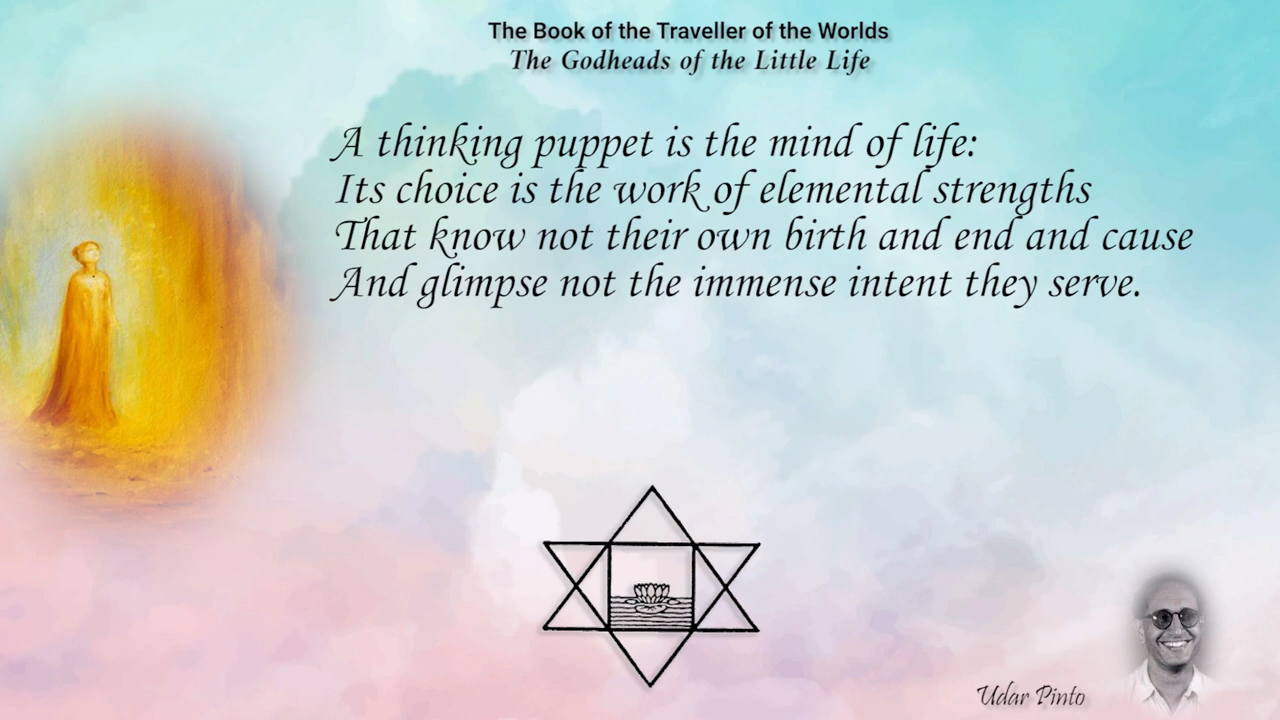 The Book of the Traveller of the Worlds
The Godheads of the Little Life
A thinking puppet is the mind of life:
Its choice is the work of elemental strengths
That know not their own birth and end and cause
And glimpse not the immense intent they serve.
Udar Pinto